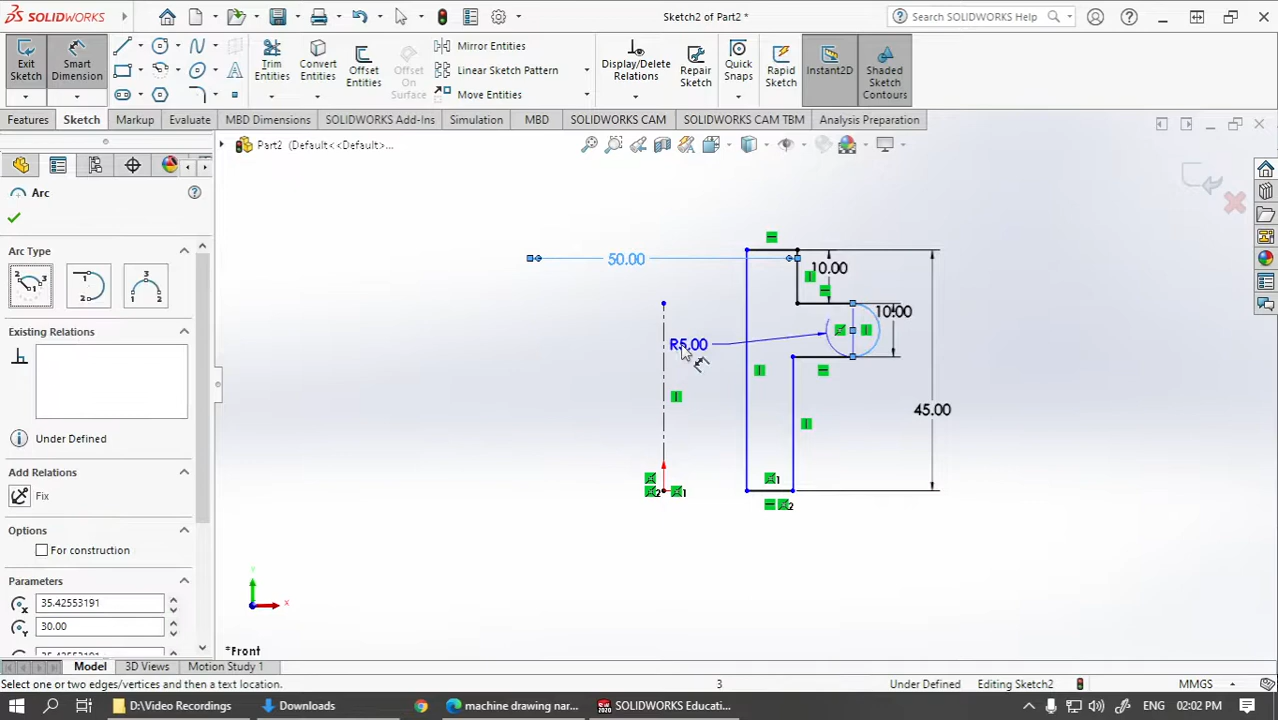 SOLIDWORKS
Sketch2 of Part2 *
Search SOLIDWORKS Help
Exit Sketch
Smart Dimension
Trim Entities
Convert Entities
Offset Entities
Offset On Surface
Mirror Entities
Linear Sketch Pattern
Move Entities
Display/Delete Relations
Repair Sketch
Quick Snaps
Rapid Sketch
Instant2D
Shaded Sketch Contours
Features Sketch Markup Evaluate MBD Dimensions SOLIDWORKS Add-Ins Simulation MBD SOLIDWORKS CAM SOLIDWORKS CAM TBM Analysis Preparation
Part2 (Default<<Default>...
Arc
Arc Type
Existing Relations
Under Defined
Add Relations
Fix
Options
For construction
Parameters
35.42553191
30.00
50.00
10.00
10.00
R5.00
45.00
1
2
1
1
2
Y
X
*Front
Model 3D Views Motion Study 1
Select one or two edges/vertices and then a text location.
3
Under Defined
Editing Sketch2
MMGS
D:\Video Recordings
Downloads
machine drawing nar...
SOLIDWORKS Educati...
ENG
02:02 PM